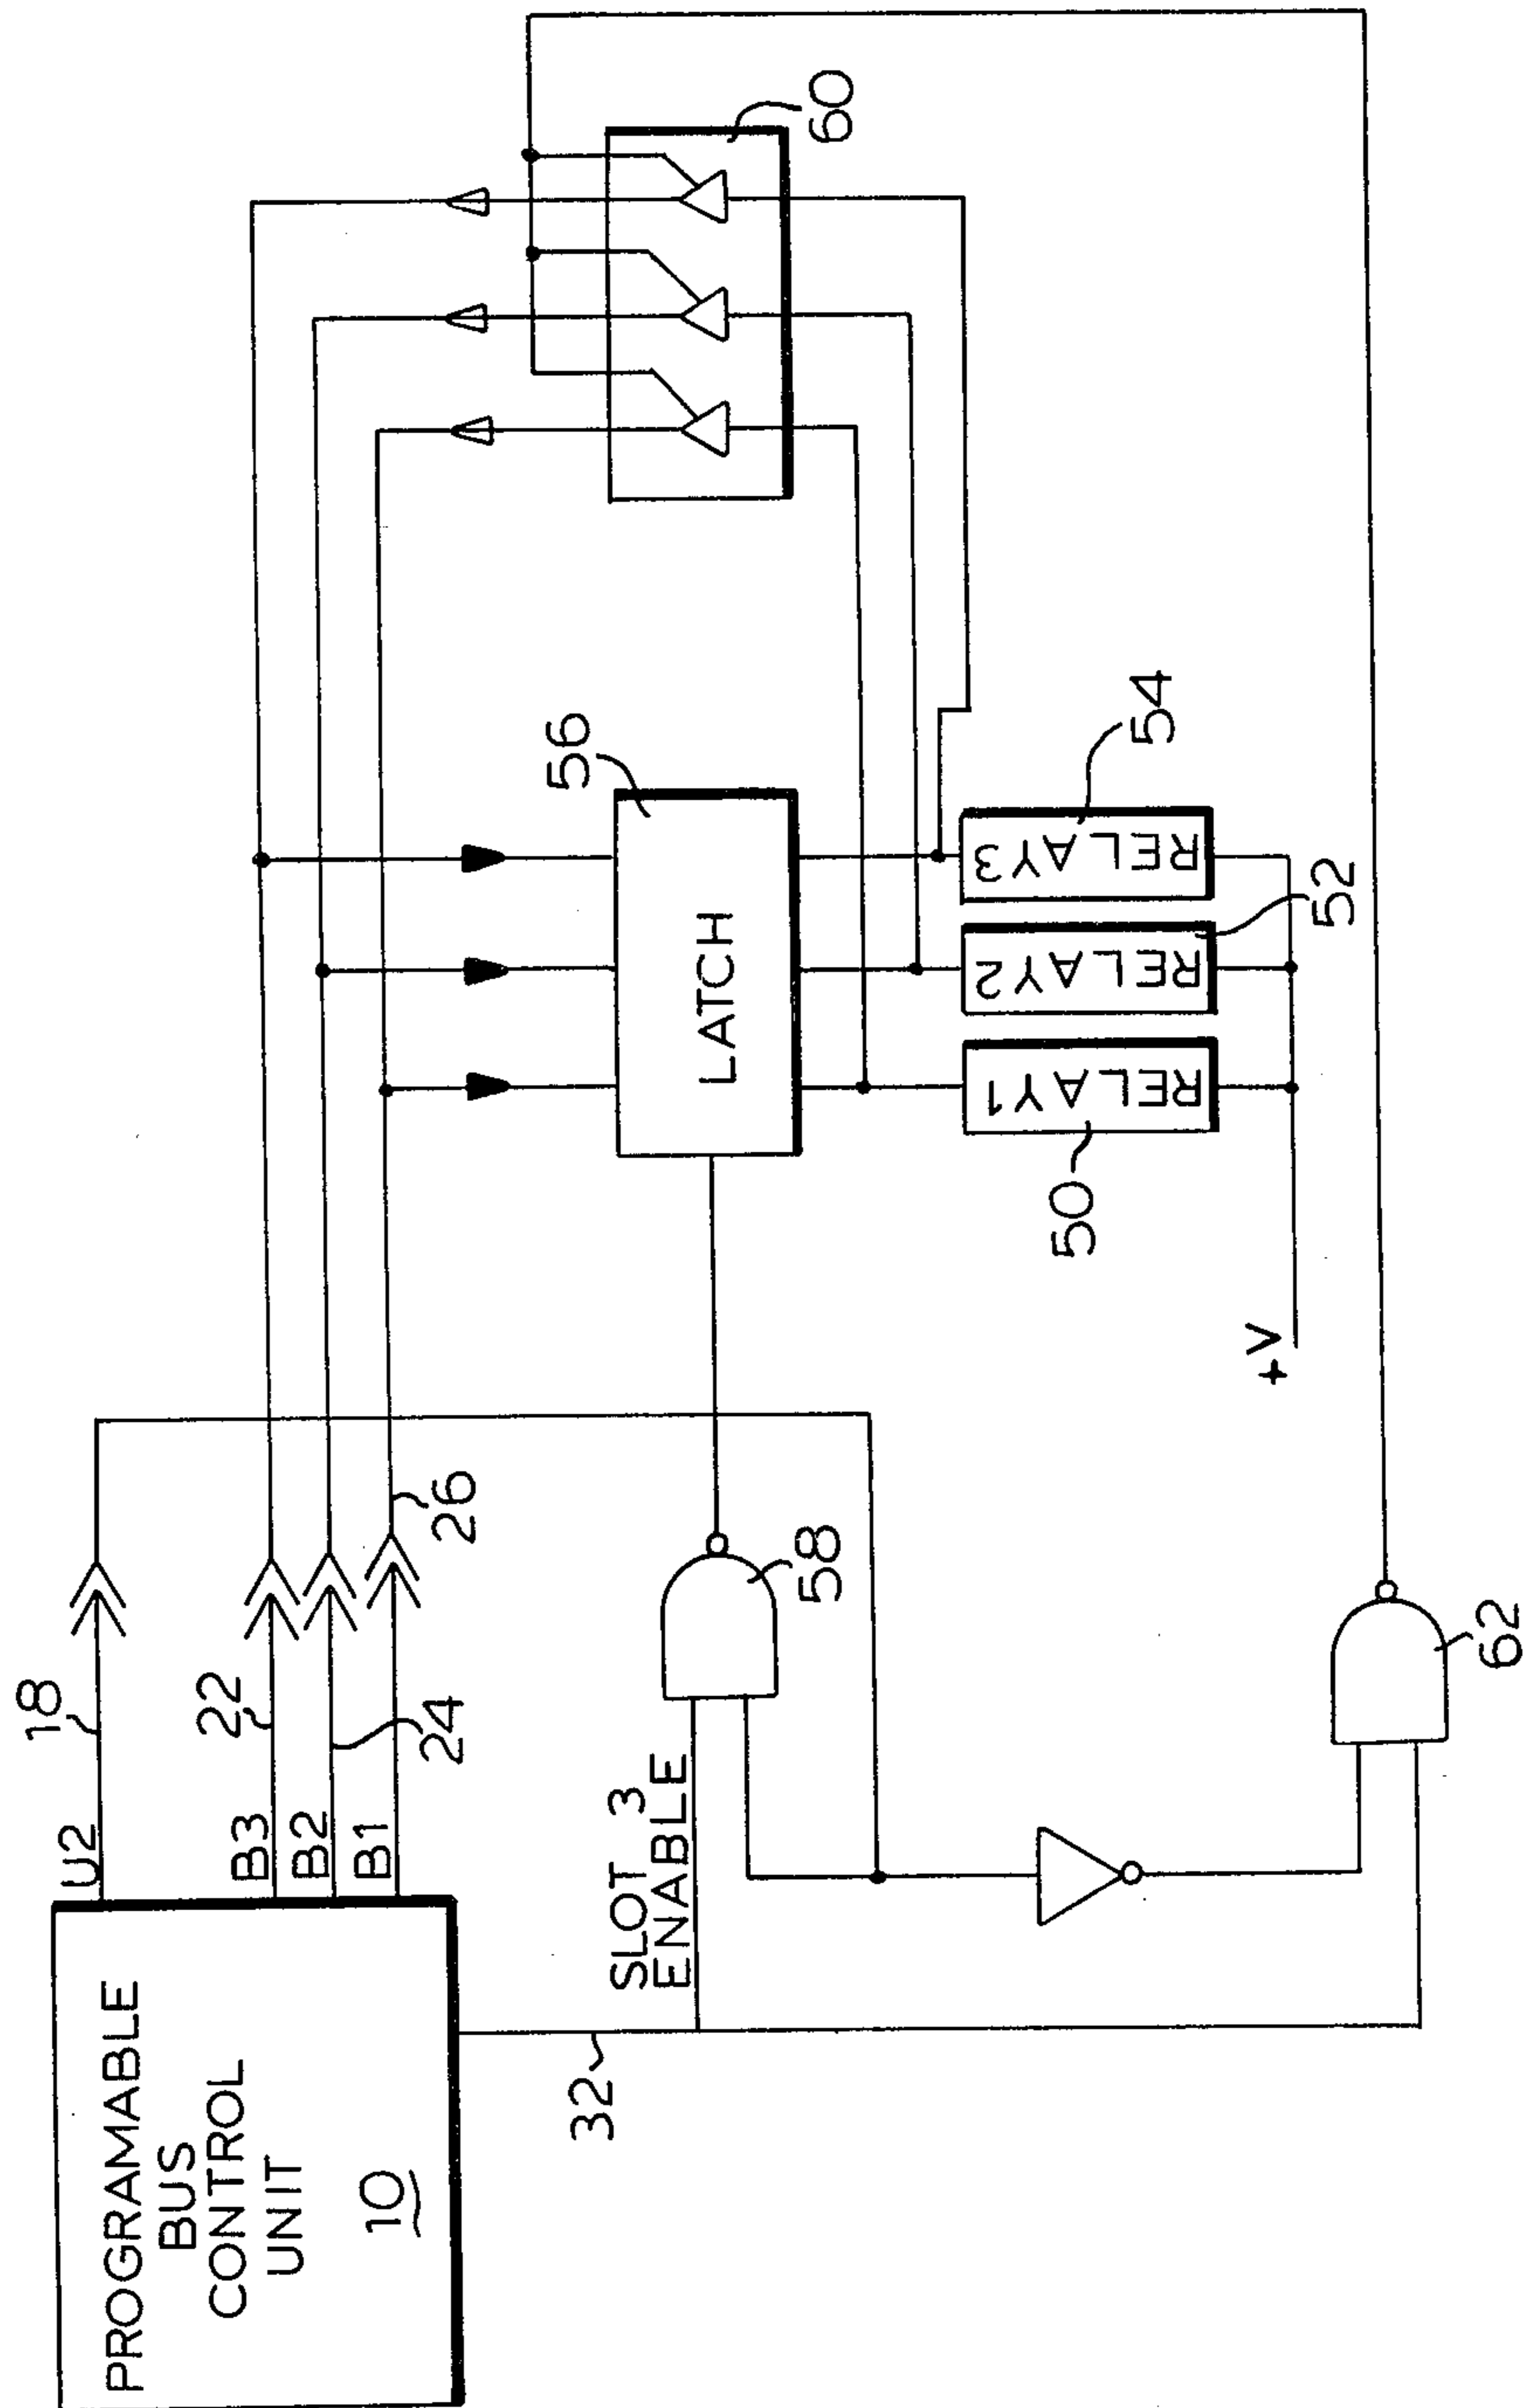 PROGRAMABLE
BUS
CONTROL
UNIT
10
U2
18
B3
22
B2
24
B1
26
32
SLOT 3
ENABLE
58
62
LATCH
56
RELAY1
50
RELAY2
52
RELAY3
54
+V
60